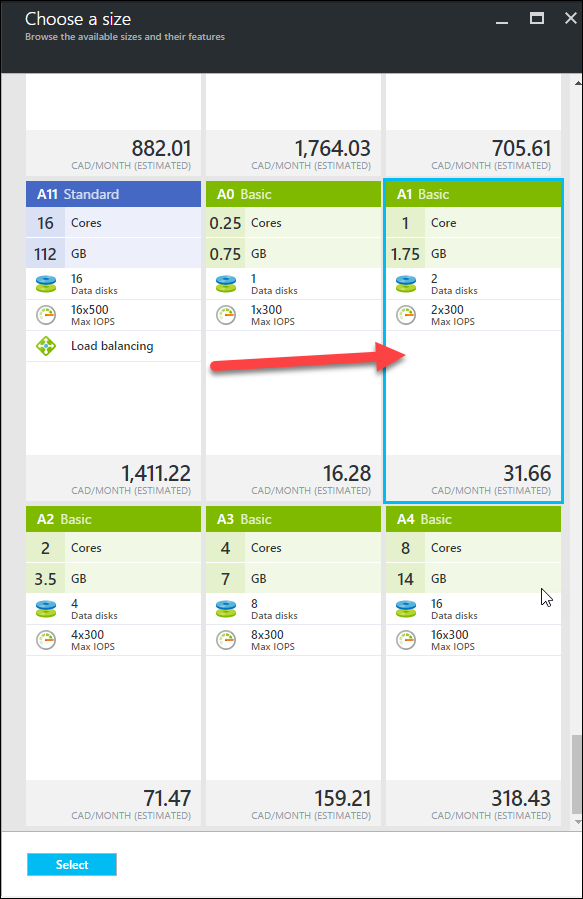 Choose a size
Browse the available sizes and their features
882.01
CAD/MONTH (ESTIMATED)
1,764.03
CAD/MONTH (ESTIMATED)
705.61
CAD/MONTH (ESTIMATED)
A11 Standard
16 Cores
112 GB
16
Data disks
16x500
Max IOPS
Load balancing
1,411.22
CAD/MONTH (ESTIMATED)
A0 Basic
0.25 Cores
0.75 GB
1
Data disks
1x300
Max IOPS
16.28
CAD/MONTH (ESTIMATED)
A1 Basic
1 Core
1.75 GB
2
Data disks
2x300
Max IOPS
31.66
CAD/MONTH (ESTIMATED)
A2 Basic
2 Cores
3.5 GB
4
Data disks
4x300
Max IOPS
71.47
CAD/MONTH (ESTIMATED)
A3 Basic
4 Cores
7 GB
8
Data disks
8x300
Max IOPS
159.21
CAD/MONTH (ESTIMATED)
A4 Basic
8 Cores
14 GB
16
Data disks
16x300
Max IOPS
318.43
CAD/MONTH (ESTIMATED)
Select